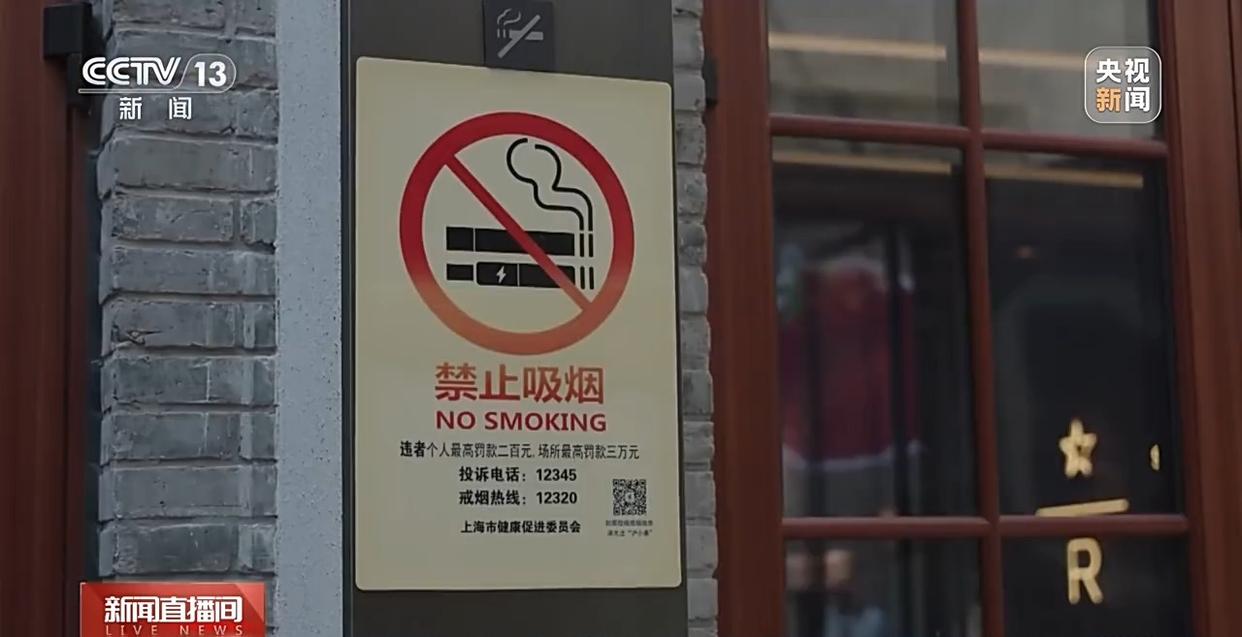 CCTV 13
新闻
央视
新闻
禁止吸烟
NO SMOKING
违者个人最高罚款二百元,场所最高罚款三万元
投诉电话：12345
戒烟热线：12320
上海市健康促进委员会
R
新闻直播间
LIVE NEWS